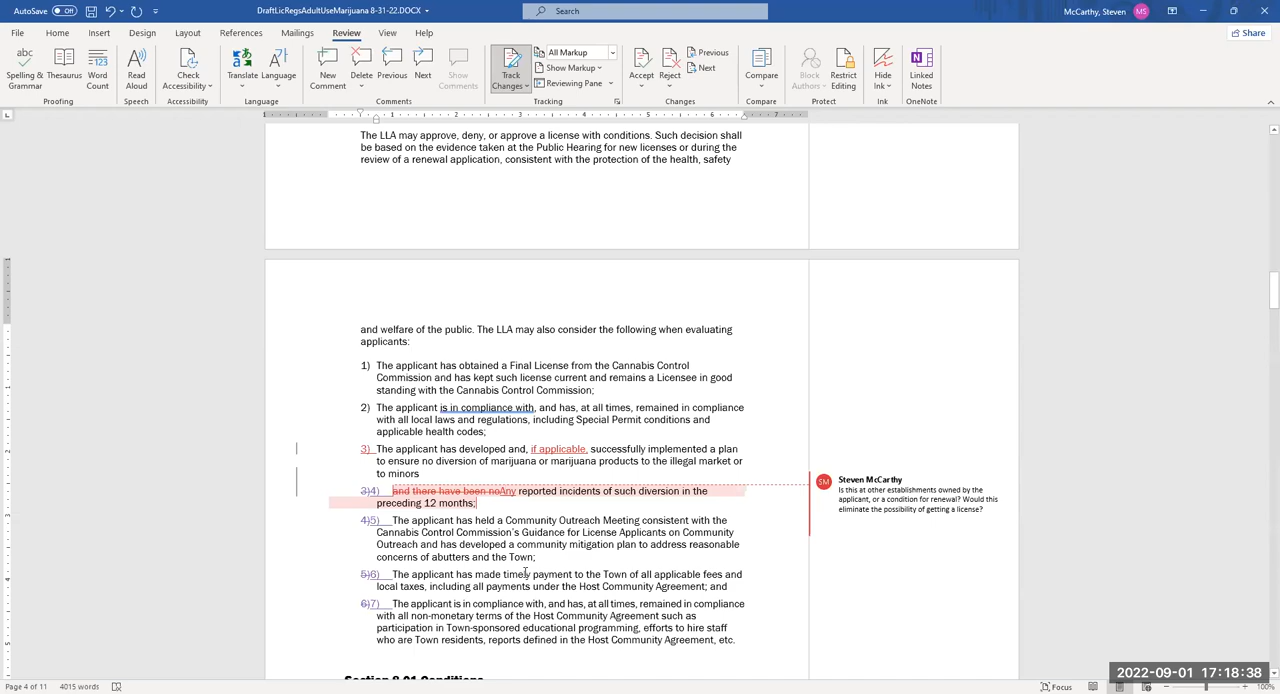 AutoSave Off DraftLicRegsAdultUseMarijuana 8-31-22.DOCX Search McCarthy, Steven MS
File Home Insert Design Layout References Mailings Review View Help Share
Spelling & Grammar Thesaurus Word Count Read Aloud Check Accessibility Translate Language New Comment Delete Previous Next Show Comments Track Changes All Markup Show Markup Reviewing Pane Accept Reject Previous Next Compare Block Authors Restrict Editing Hide Ink Linked Notes
Proofing Speech Accessibility Language Comments Tracking Changes Compare Protect Ink OneNote
The LLA may approve, deny, or approve a license with conditions. Such decision shall
be based on the evidence taken at the Public Hearing for new licenses or during the
review of a renewal application, consistent with the protection of the health, safety
and welfare of the public. The LLA may also consider the following when evaluating
applicants:
1) The applicant has obtained a Final License from the Cannabis Control
Commission and has kept such license current and remains a Licensee in good
standing with the Cannabis Control Commission;
2) The applicant is in compliance with, and has, at all times, remained in compliance
with all local laws and regulations, including Special Permit conditions and
applicable health codes;
3) The applicant has developed and, if applicable, successfully implemented a plan
to ensure no diversion of marijuana or marijuana products to the illegal market or
to minors
3)4) and there have been noAny reported incidents of such diversion in the
preceding 12 months;
4)5) The applicant has held a Community Outreach Meeting consistent with the
Cannabis Control Commission's Guidance for License Applicants on Community
Outreach and has developed a community mitigation plan to address reasonable
concerns of abutters and the Town;
5)6) The applicant has made timely payment to the Town of all applicable fees and
local taxes, including all payments under the Host Community Agreement; and
6)7) The applicant is in compliance with, and has, at all times, remained in compliance
with all non-monetary terms of the Host Community Agreement such as
participation in Town-sponsored educational programming, efforts to hire staff
who are Town residents, reports defined in the Host Community Agreement, etc.
Section 8.01 Conditions
SM Steven McCarthy
Is this at other establishments owned by the
applicant, or a condition for renewal? Would this
eliminate the possibility of getting a license?
2022-09-01 17:18:38
Page 4 of 11 4015 words Focus 100%